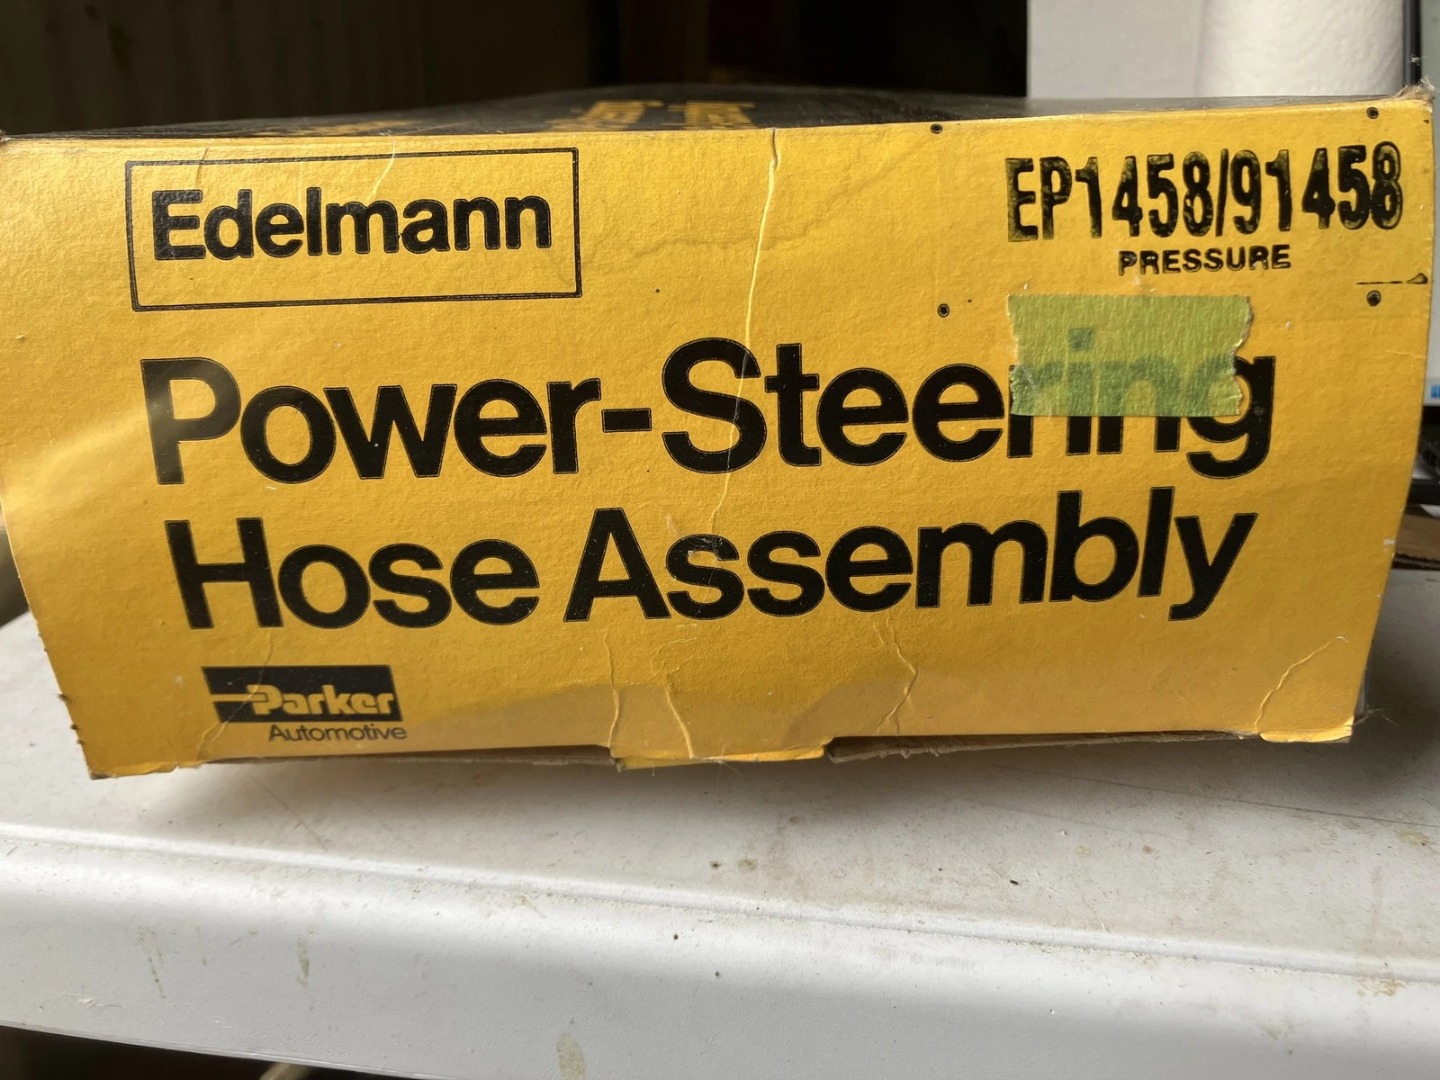 Edelmann
EP1458/91458
PRESSURE
Power-Steering
Hose Assembly
Parker
Automotive